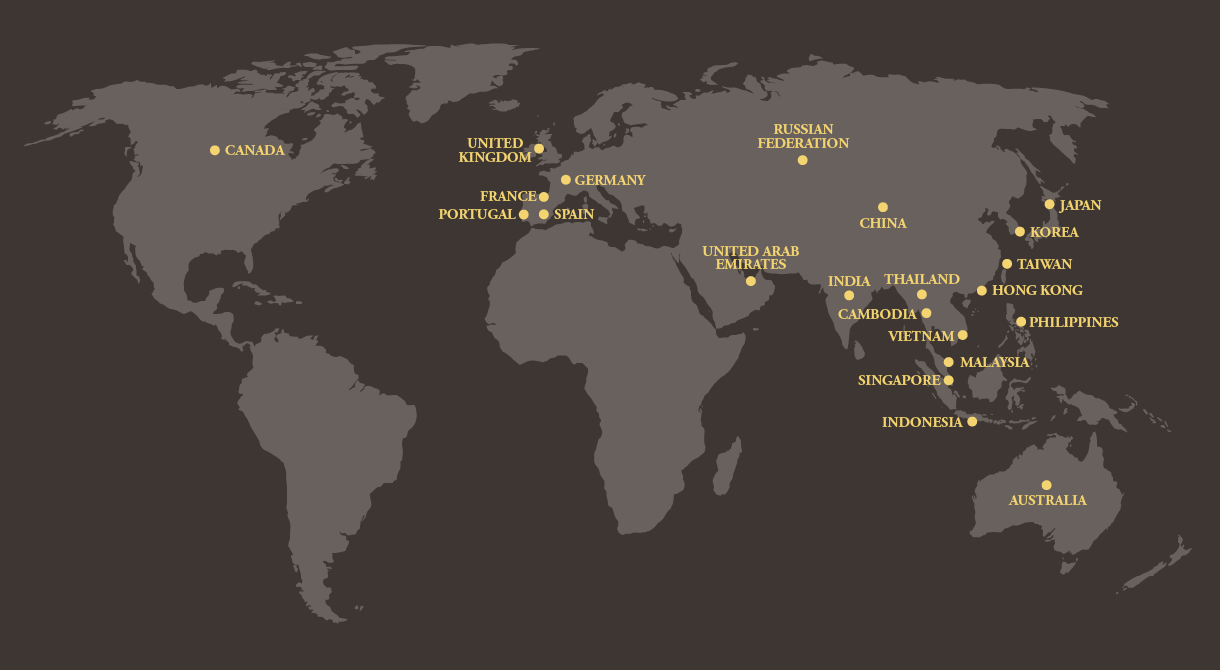 RUSSIAN
FEDERATION
UNITED
KINGDOM
CANADA
GERMANY
FRANCE
JAPAN
PORTUGAL
SPAIN
CHINA
KOREA
UNITED ARAB
EMIRATES
TAIWAN
INDIA
THAILAND
HONG KONG
CAMBODIA
PHILIPPINES
VIETNAM
MALAYSIA
SINGAPORE
INDONESIA
AUSTRALIA